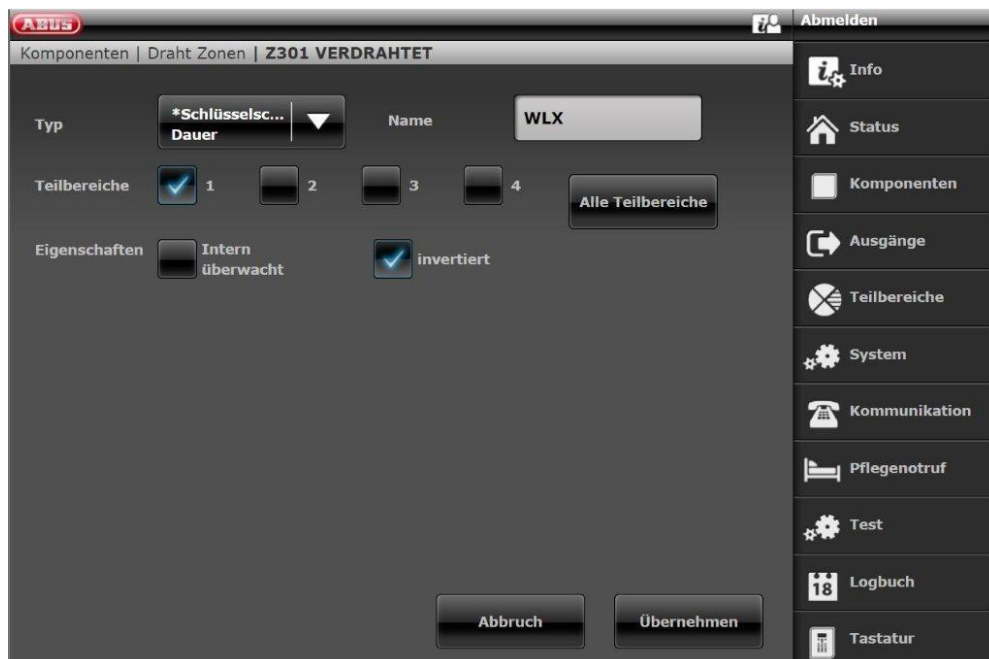 ABUS
Abmelden
Komponenten | Draht Zonen | Z301 VERDRAHTET
Typ
*Schlüsselsc...
Dauer
Name
WLX
Teilbereiche
1
2
3
4
Alle Teilbereiche
Eigenschaften
Intern
überwacht
invertiert
Abbruch
Übernehmen
Info
Status
Komponenten
Ausgänge
Teilbereiche
System
Kommunikation
Pflegenotruf
Test
18
Logbuch
Tastatur